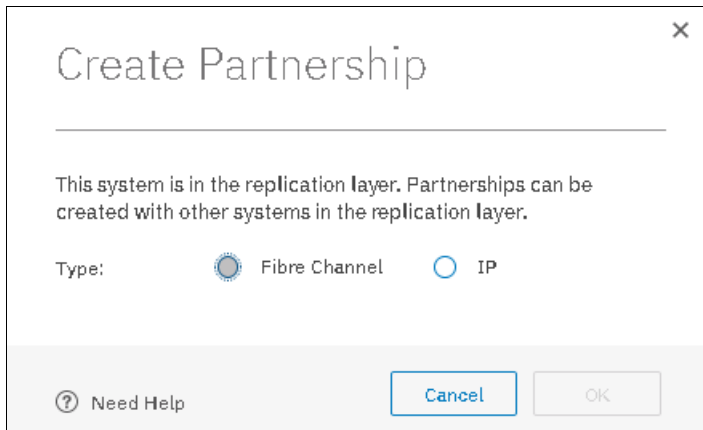 Create Partnership
This system is in the replication layer. Partnerships can be
created with other systems in the replication layer.
Type: Fibre Channel IP
Need Help Cancel OK